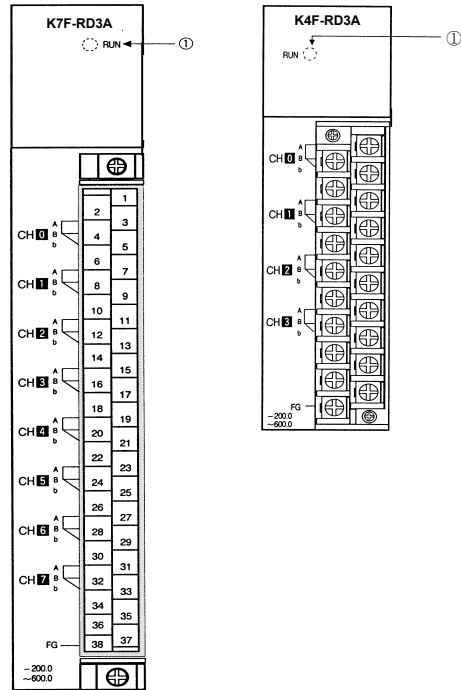 K7F-RD3A
RUN ①
1
2
3
A
CH 0 B 4
b
5
6
7
A
CH 1 B 8
b
9
10
11
A
CH 2 B 12
b
13
14
15
A
CH 3 B 16
b
17
18
19
A
CH 4 B 20
b
21
22
23
A
CH 5 B 24
b
25
26
27
A
CH 6 B 28
b
29
30
31
A
CH 7 B 32
b
33
34
35
36
37
FG 38
−200.0
~600.0
K4F-RD3A
①
RUN
A
CH 0 B
b
A
CH 1 B
b
A
CH 2 B
b
A
CH 3 B
b
FG
−200.0
~600.0